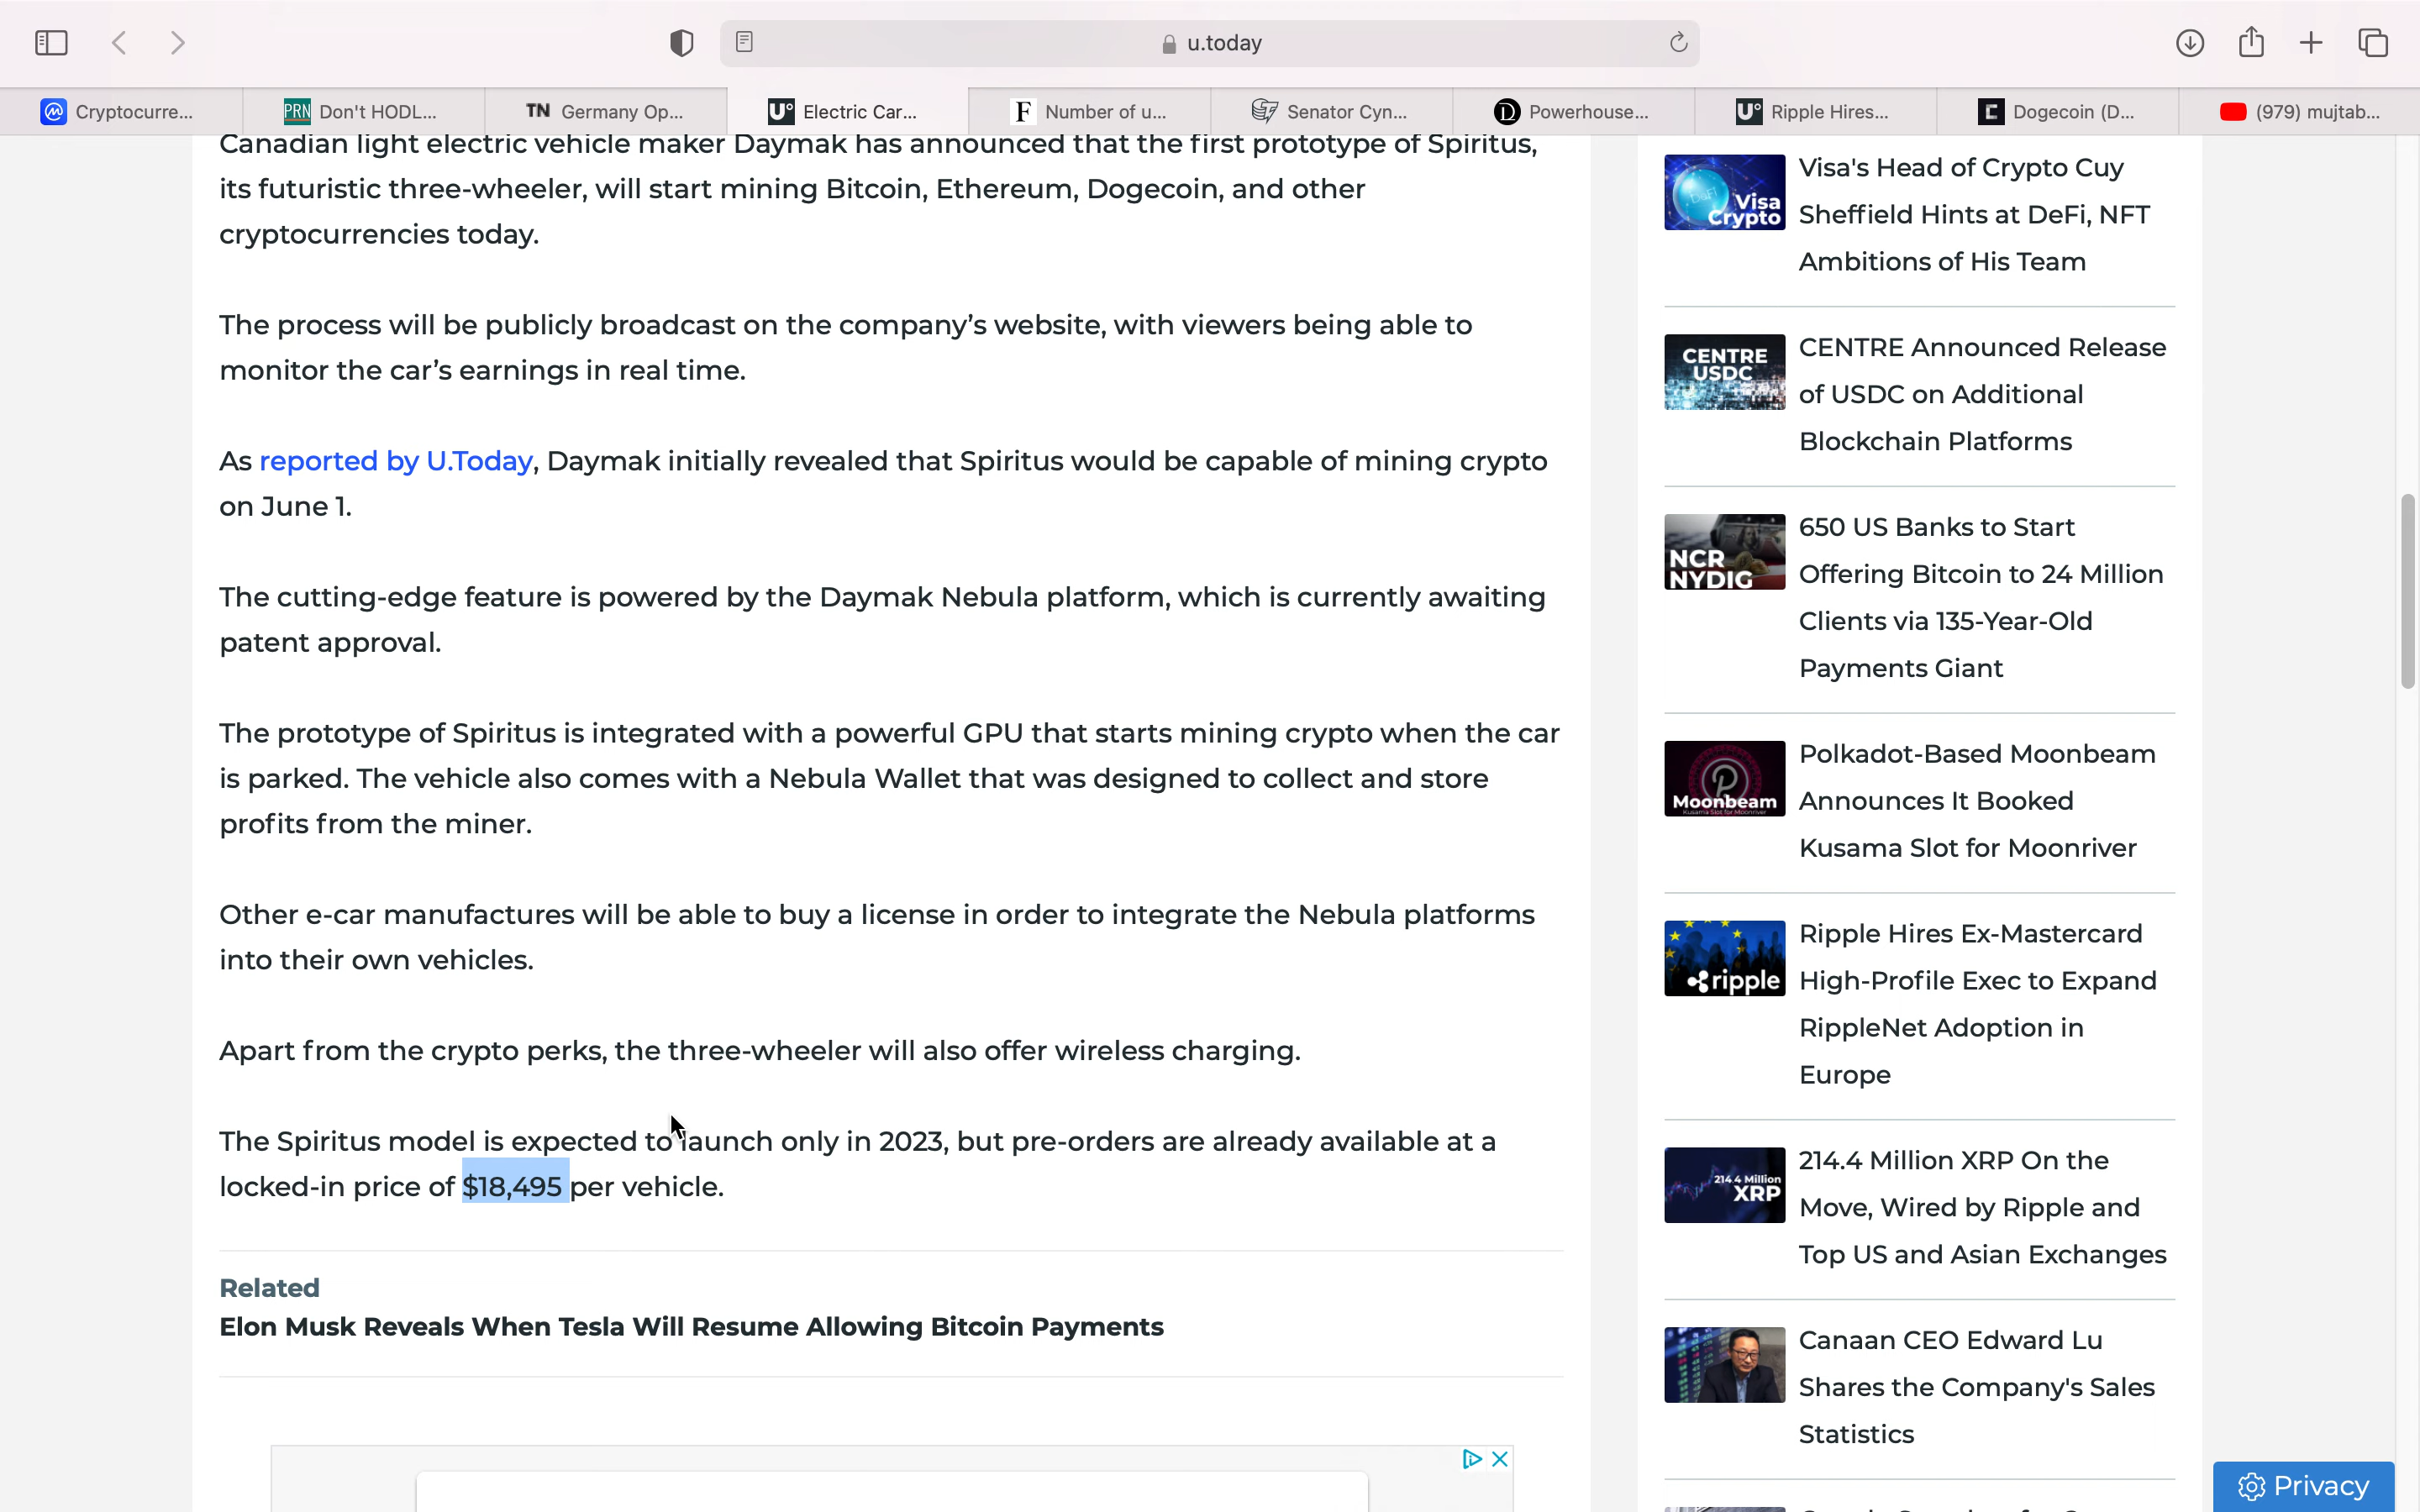 u.today
Cryptocurre...
PRN Don't HODL...
TN Germany Op...
U° Electric Car...
F Number of u...
Senator Cyn...
D Powerhouse...
U° Ripple Hires...
Dogecoin (D...
(979) mujtab...
Canadian light electric vehicle maker Daymak has announced that the first prototype of Spiritus,
its futuristic three-wheeler, will start mining Bitcoin, Ethereum, Dogecoin, and other
cryptocurrencies today.
The process will be publicly broadcast on the company’s website, with viewers being able to
monitor the car’s earnings in real time.
As reported by U.Today, Daymak initially revealed that Spiritus would be capable of mining crypto
on June 1.
The cutting-edge feature is powered by the Daymak Nebula platform, which is currently awaiting
patent approval.
The prototype of Spiritus is integrated with a powerful GPU that starts mining crypto when the car
is parked. The vehicle also comes with a Nebula Wallet that was designed to collect and store
profits from the miner.
Other e-car manufactures will be able to buy a license in order to integrate the Nebula platforms
into their own vehicles.
Apart from the crypto perks, the three-wheeler will also offer wireless charging.
The Spiritus model is expected to launch only in 2023, but pre-orders are already available at a
locked-in price of $18,495 per vehicle.
Related
Elon Musk Reveals When Tesla Will Resume Allowing Bitcoin Payments
DeFi
Visa
Crypto
Visa's Head of Crypto Cuy
Sheffield Hints at DeFi, NFT
Ambitions of His Team
CENTRE
USDC
CENTRE Announced Release
of USDC on Additional
Blockchain Platforms
NCR
NYDIG
650 US Banks to Start
Offering Bitcoin to 24 Million
Clients via 135-Year-Old
Payments Giant
Moonbeam
Kusama Slot for Moonriver
Polkadot-Based Moonbeam
Announces It Booked
Kusama Slot for Moonriver
ripple
Ripple Hires Ex-Mastercard
High-Profile Exec to Expand
RippleNet Adoption in
Europe
214.4 Million
XRP
214.4 Million XRP On the
Move, Wired by Ripple and
Top US and Asian Exchanges
Canaan CEO Edward Lu
Shares the Company's Sales
Statistics
Privacy